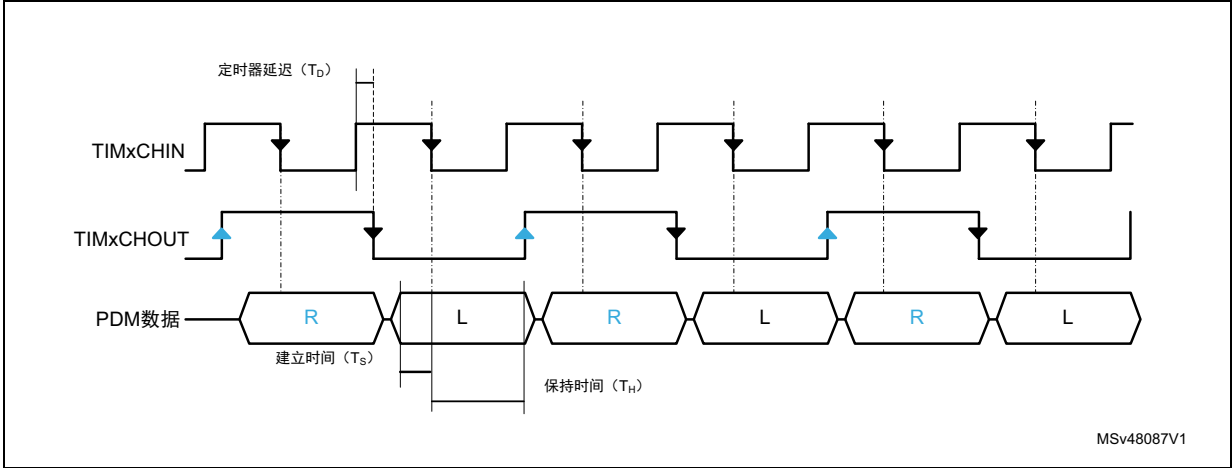 定时器延迟（TD）
TIMxCHIN
TIMxCHOUT
PDM数据
R
L
R
L
R
L
建立时间（TS）
保持时间（TH）
MSv48087V1